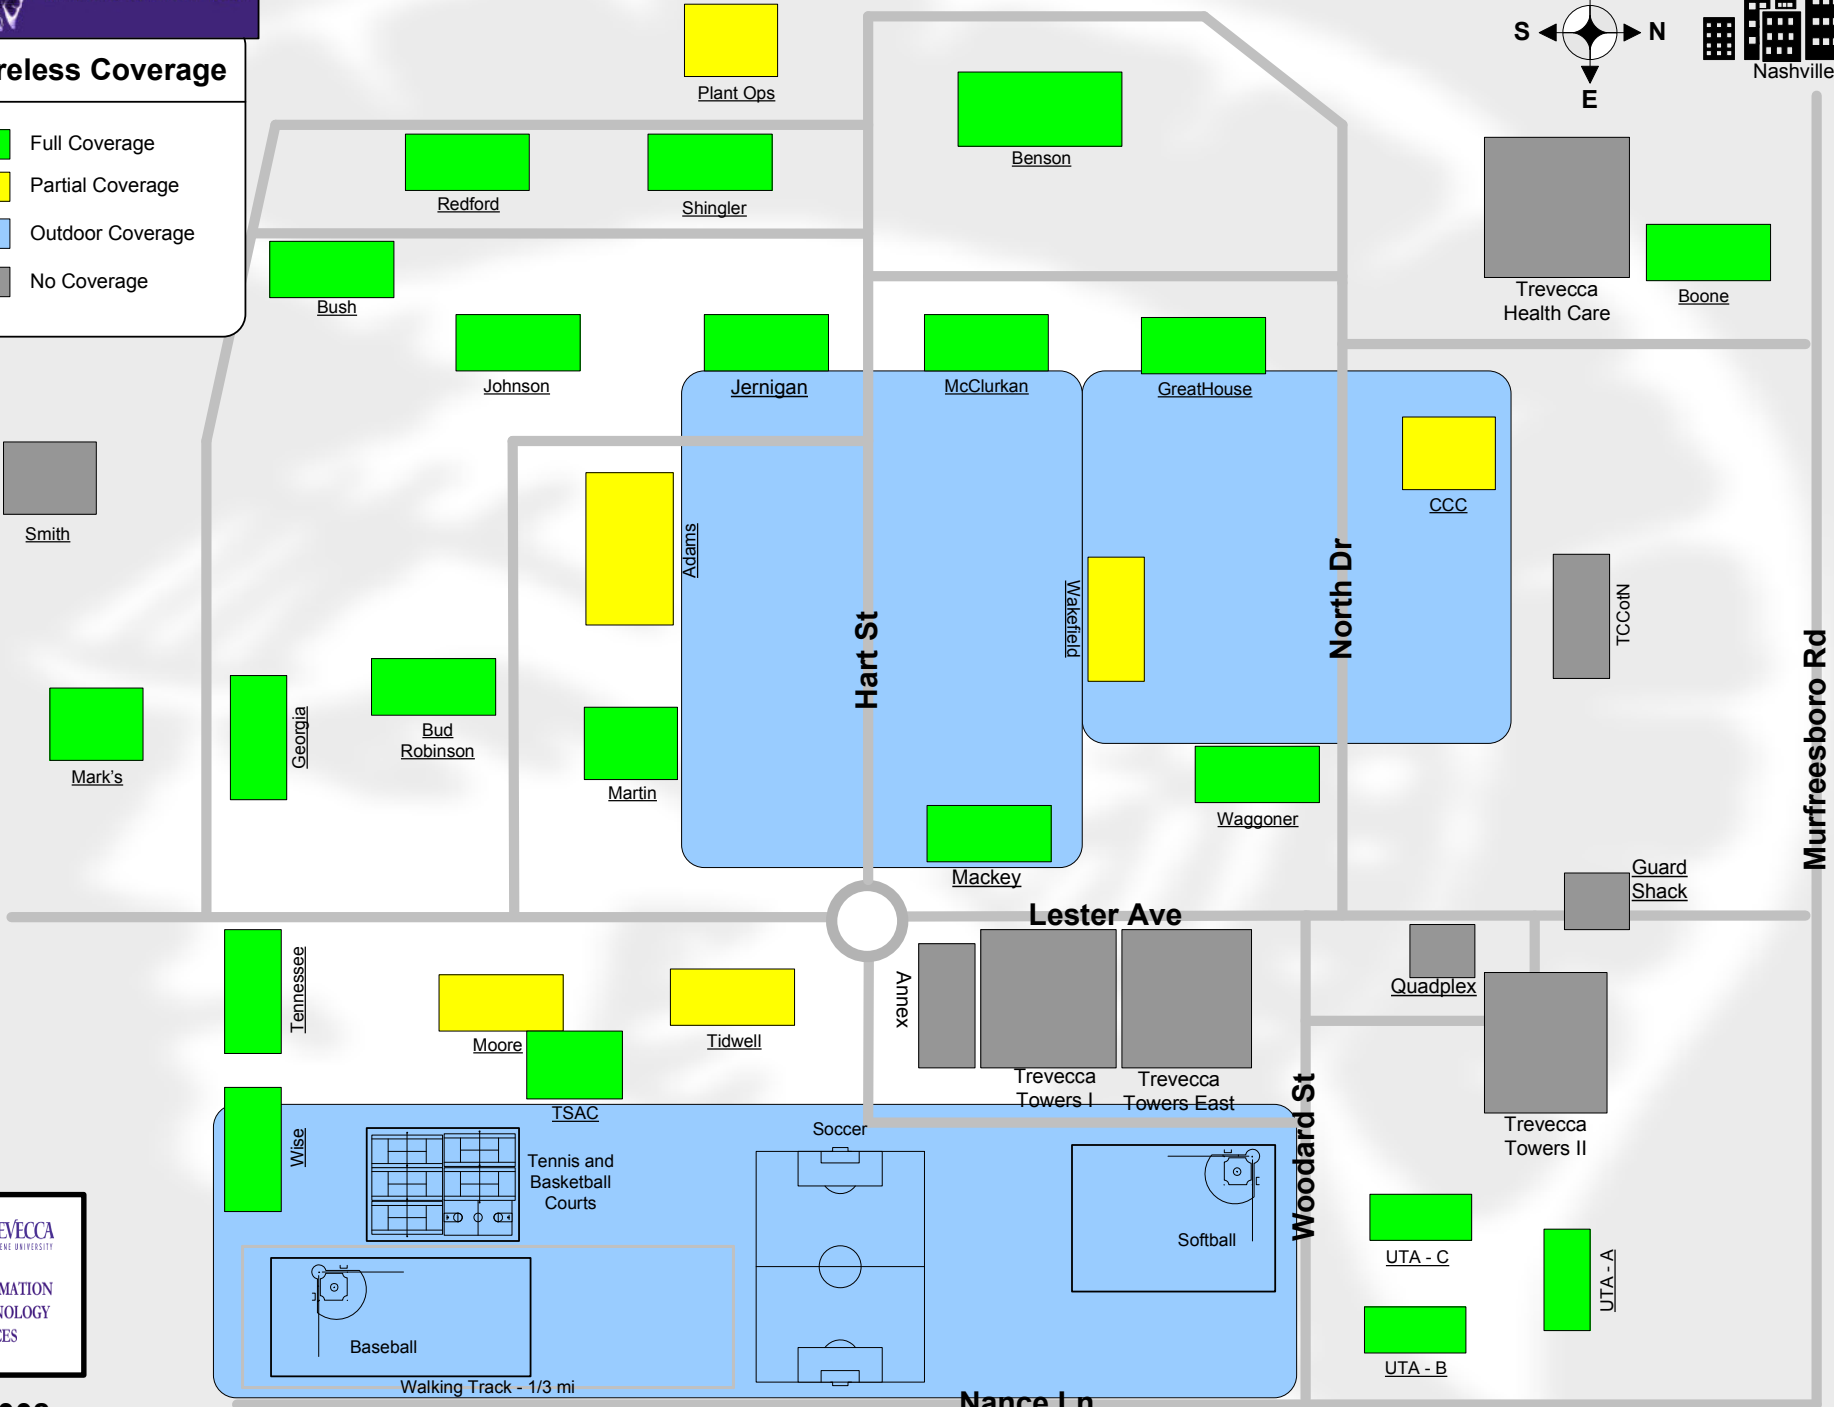 S
N
E
Nashville
Full Coverage
Partial Coverage
Outdoor Coverage
No Coverage
Plant Ops
Benson
Redford
Shingler
Bush
Trevecca
Health Care
Boone
Johnson
Jernigan
McClurkan
GreatHouse
CCC
Smith
Adams
Wakefield
Hart St
North Dr
TCCotN
Murfreesboro Rd
Georgia
Bud
Robinson
Mark's
Martin
Waggoner
Mackey
Guard
Shack
Lester Ave
Tennessee
Moore
Tidwell
Annex
Quadplex
Trevecca
Towers I
Trevecca
Towers East
TSAC
Woodard St
Trevecca
Towers II
Wise
Soccer
Tennis and
Basketball
Courts
Softball
UTA - C
UTA - A
Baseball
UTA - B
Walking Track - 1/3 mi
Nance Ln